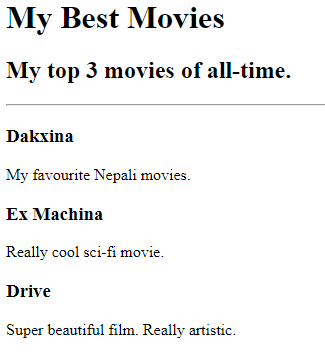 My Best Movies
My top 3 movies of all-time.
Dakxina
My favourite Nepali movies.
Ex Machina
Really cool sci-fi movie.
Drive
Super beautiful film. Really artistic.